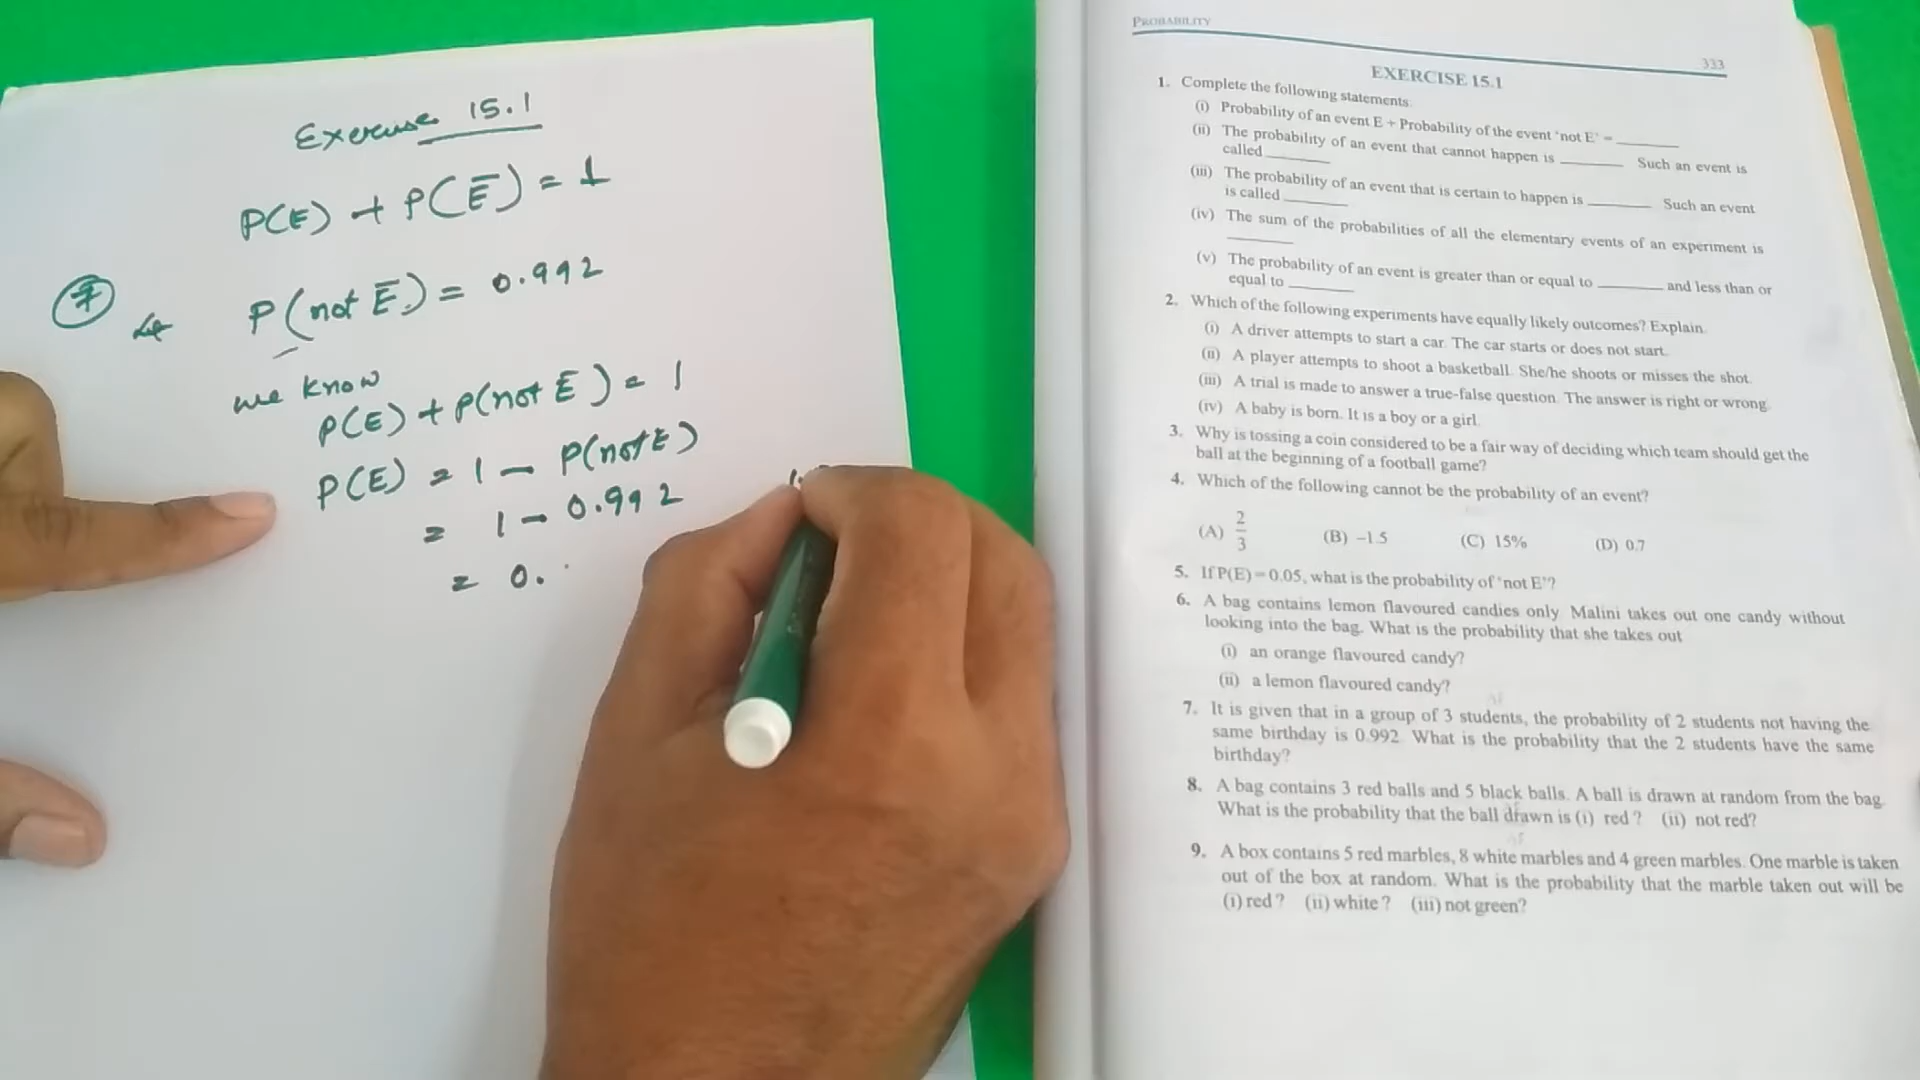 Exercise 15.1
P(E) + P(Ē) = 1
7 Let P(not Ē) = 0.992
we know
P(E) + P(not Ē) = 1
P(E) = 1 - P(not E)
= 1 - 0.992
= 0.
PROBABILITY
333
EXERCISE 15.1
1. Complete the following statements:
(i) Probability of an event E + Probability of the event 'not E' = ______
(ii) The probability of an event that cannot happen is ______ Such an event is
called ______
(iii) The probability of an event that is certain to happen is ______ Such an event
is called ______
(iv) The sum of the probabilities of all the elementary events of an experiment is
______
(v) The probability of an event is greater than or equal to ______ and less than or
equal to ______
2. Which of the following experiments have equally likely outcomes? Explain.
(i) A driver attempts to start a car. The car starts or does not start.
(ii) A player attempts to shoot a basketball. She/he shoots or misses the shot.
(iii) A trial is made to answer a true-false question. The answer is right or wrong.
(iv) A baby is born. It is a boy or a girl.
3. Why is tossing a coin considered to be a fair way of deciding which team should get the
ball at the beginning of a football game?
4. Which of the following cannot be the probability of an event?
(A) 2/3 (B) –1.5 (C) 15% (D) 0.7
5. If P(E) = 0.05, what is the probability of 'not E'?
6. A bag contains lemon flavoured candies only. Malini takes out one candy without
looking into the bag. What is the probability that she takes out
(i) an orange flavoured candy?
(ii) a lemon flavoured candy?
7. It is given that in a group of 3 students, the probability of 2 students not having the
same birthday is 0.992. What is the probability that the 2 students have the same
birthday?
8. A bag contains 3 red balls and 5 black balls. A ball is drawn at random from the bag.
What is the probability that the ball drawn is (i) red ? (ii) not red?
9. A box contains 5 red marbles, 8 white marbles and 4 green marbles. One marble is taken
out of the box at random. What is the probability that the marble taken out will be
(i) red ? (ii) white ? (iii) not green?